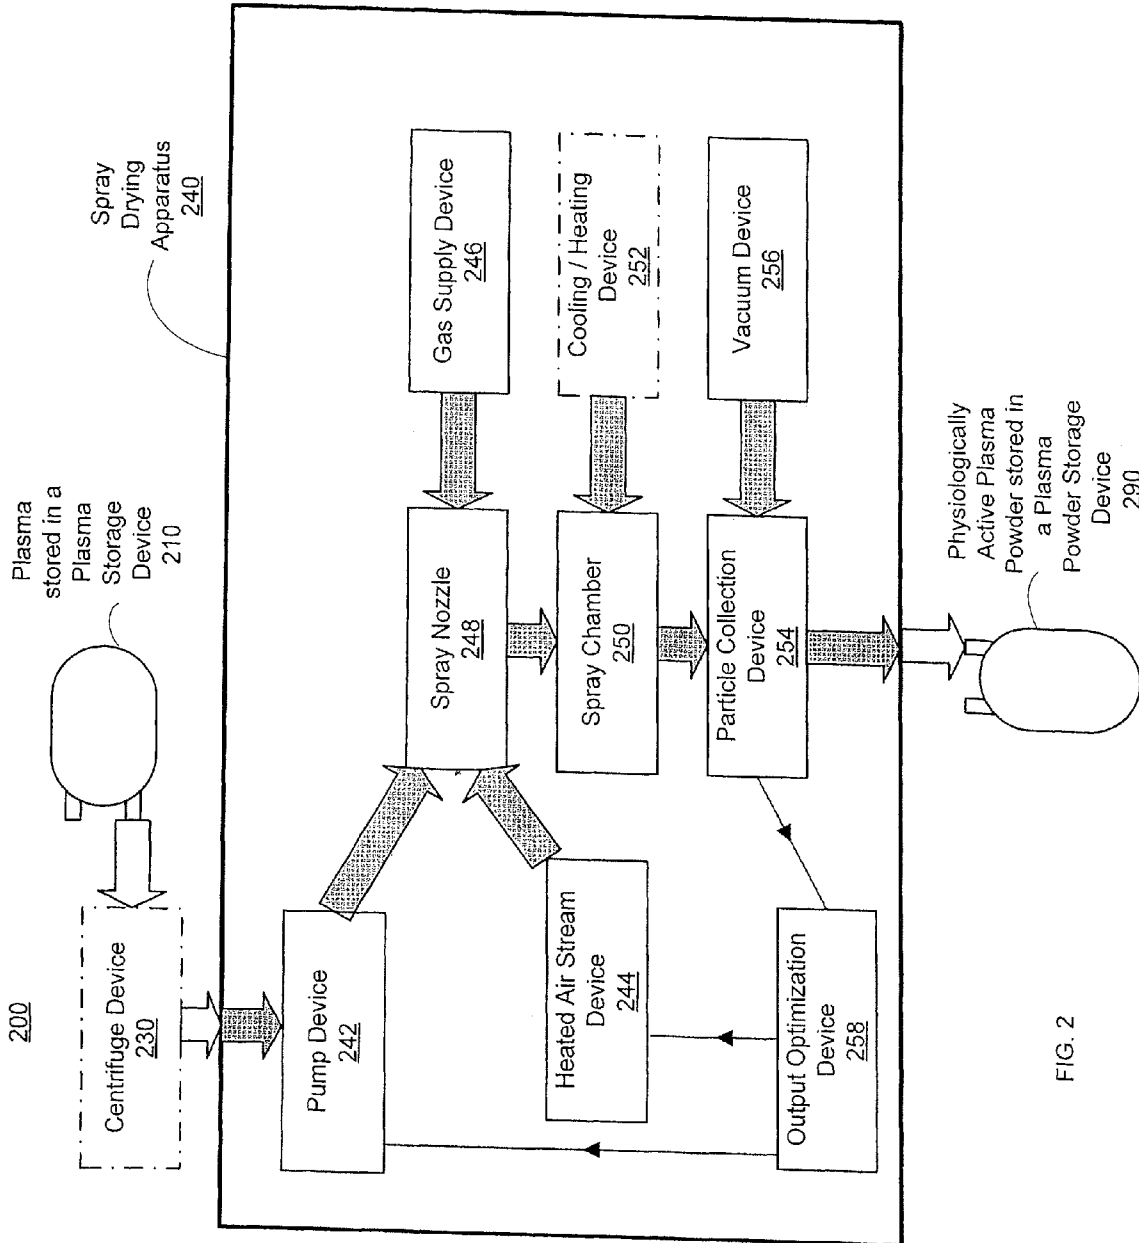 200
Plasma
stored in a
Plasma
Storage
Device
210
Centrifuge Device
230
Spray
Drying
Apparatus
240
Pump Device
242
Spray Nozzle
248
Gas Supply Device
246
Heated Air Stream
Device
244
Spray Chamber
250
Cooling / Heating
Device
252
Output Optimization
Device
258
Particle Collection
Device
254
Vacuum Device
256
Physiologically
Active Plasma
Powder stored in
a Plasma
Powder Storage
Device
290
FIG. 2